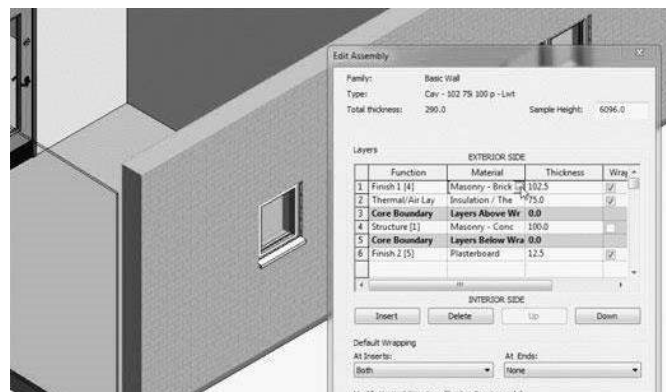 Edit Assembly
Family: Basic Wall
Type: Cav - 102 75i 100 p - Lwt
Total thickness: 290.0 Sample Height: 6096.0
Layers
EXTERIOR SIDE
Function Material Thickness Wrap
1 Finish 1 [4] Masonry - Brick 102.5
2 Thermal/Air Lay Insulation / The 75.0
3 Core Boundary Layers Above Wr 0.0
4 Structure [1] Masonry - Conc 100.0
5 Core Boundary Layers Below Wra 0.0
6 Finish 2 [5] Plasterboard 12.5
INTERIOR SIDE
Insert Delete Up Down
Default Wrapping
At Inserts: At Ends:
Both None